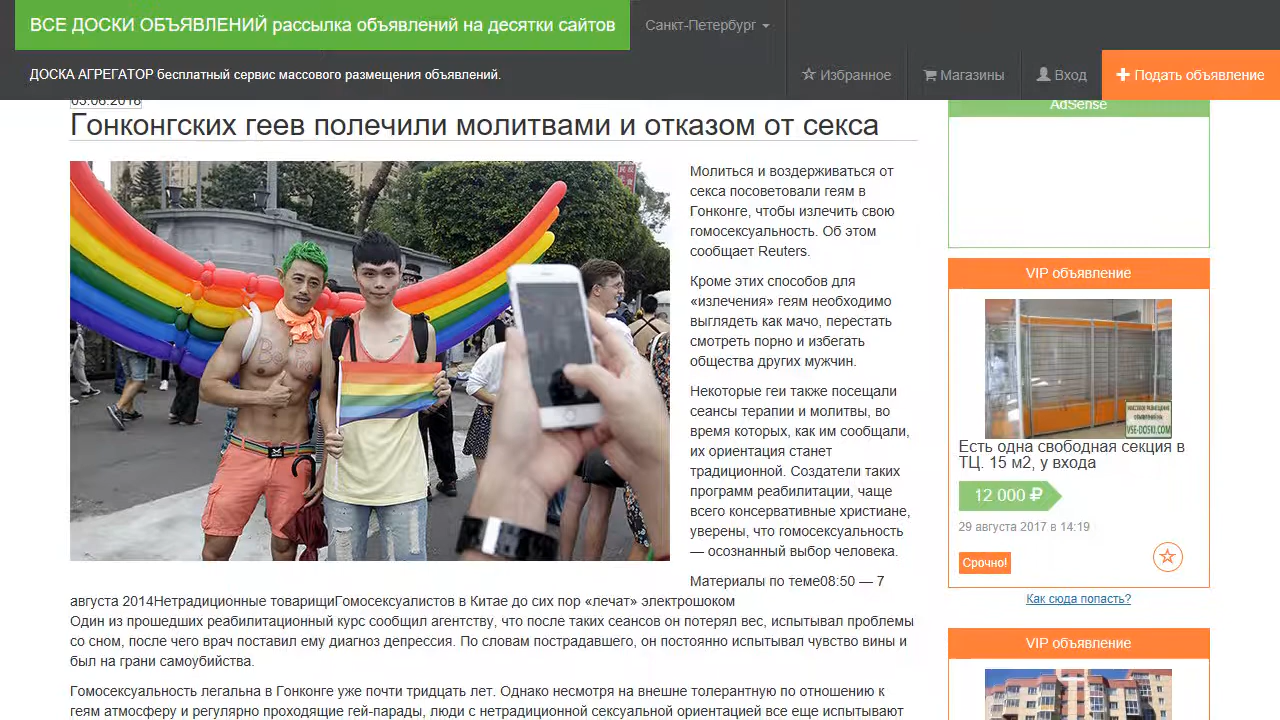 ВСЕ ДОСКИ ОБЪЯВЛЕНИЙ рассылка объявлений на десятки сайтов
Санкт-Петербург
ДОСКА АГРЕГАТОР бесплатный сервис массового размещения объявлений.
Избранное
Магазины
Вход
Подать объявление
03.06.2018
Гонконгских геев полечили молитвами и отказом от секса
Молиться и воздерживаться от
секса посоветовали геям в
Гонконге, чтобы излечить свою
гомосексуальность. Об этом
сообщает Reuters.
Кроме этих способов для
«излечения» геям необходимо
выглядеть как мачо, перестать
смотреть порно и избегать
общества других мужчин.
Некоторые геи также посещали
сеансы терапии и молитвы, во
время которых, как им сообщали,
их ориентация станет
традиционной. Создатели таких
программ реабилитации, чаще
всего консервативные христиане,
уверены, что гомосексуальность
— осознанный выбор человека.
Материалы по теме08:50 — 7
августа 2014Нетрадиционные товарищиГомосексуалистов в Китае до сих пор «лечат» электрошоком
Один из прошедших реабилитационный курс сообщил агентству, что после таких сеансов он потерял вес, испытывал проблемы
со сном, после чего врач поставил ему диагноз депрессия. По словам пострадавшего, он постоянно испытывал чувство вины и
был на грани самоубийства.
Гомосексуальность легальна в Гонконге уже почти тридцать лет. Однако несмотря на внешне толерантную по отношению к
геям атмосферу и регулярно проходящие гей-парады, люди с нетрадиционной сексуальной ориентацией все еще испытывают
AdSense
VIP объявление
МАССОВОЕ РАЗМЕЩЕНИЕ
ОБЪЯВЛЕНИЙ НА
VSE-DOSKI.COM
Есть одна свободная секция в
ТЦ. 15 м2, у входа
12 000 ₽
29 августа 2017 в 14:19
Срочно!
Как сюда попасть?
VIP объявление